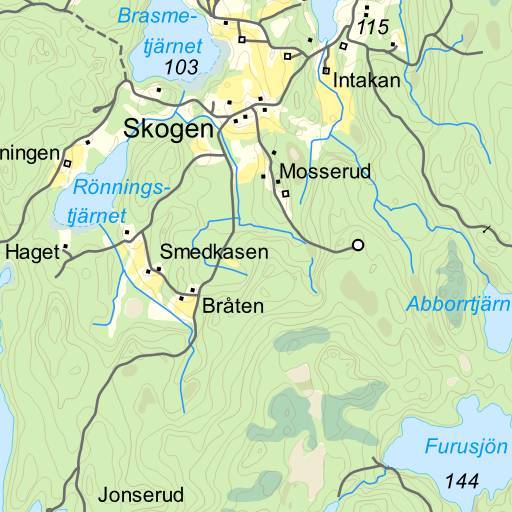 Brasme-
tjärnet
103
115
Intakan
Skogen
ningen
Mosserud
Rönnings-
tjärnet
Haget
Smedkasen
Bråten
Abborrtjärn
Furusjön
144
Jonserud